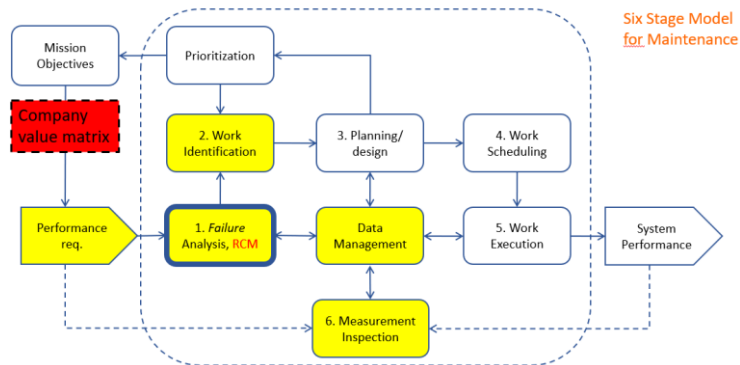 Six Stage Model
for Maintenance
Mission
Objectives
Prioritization
Company
value matrix
2. Work
Identification
3. Planning/
design
4. Work
Scheduling
Performance
req.
1. Failure
Analysis, RCM
Data
Management
5. Work
Execution
System
Performance
6. Measurement
Inspection